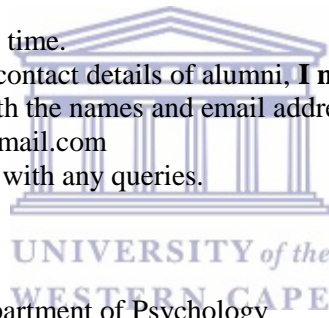 time.
contact details of alumni, I n
th the names and email addre
mail.com
with any queries.
UNIVERSITY of the
partment of Psychology
WESTERN CAPE